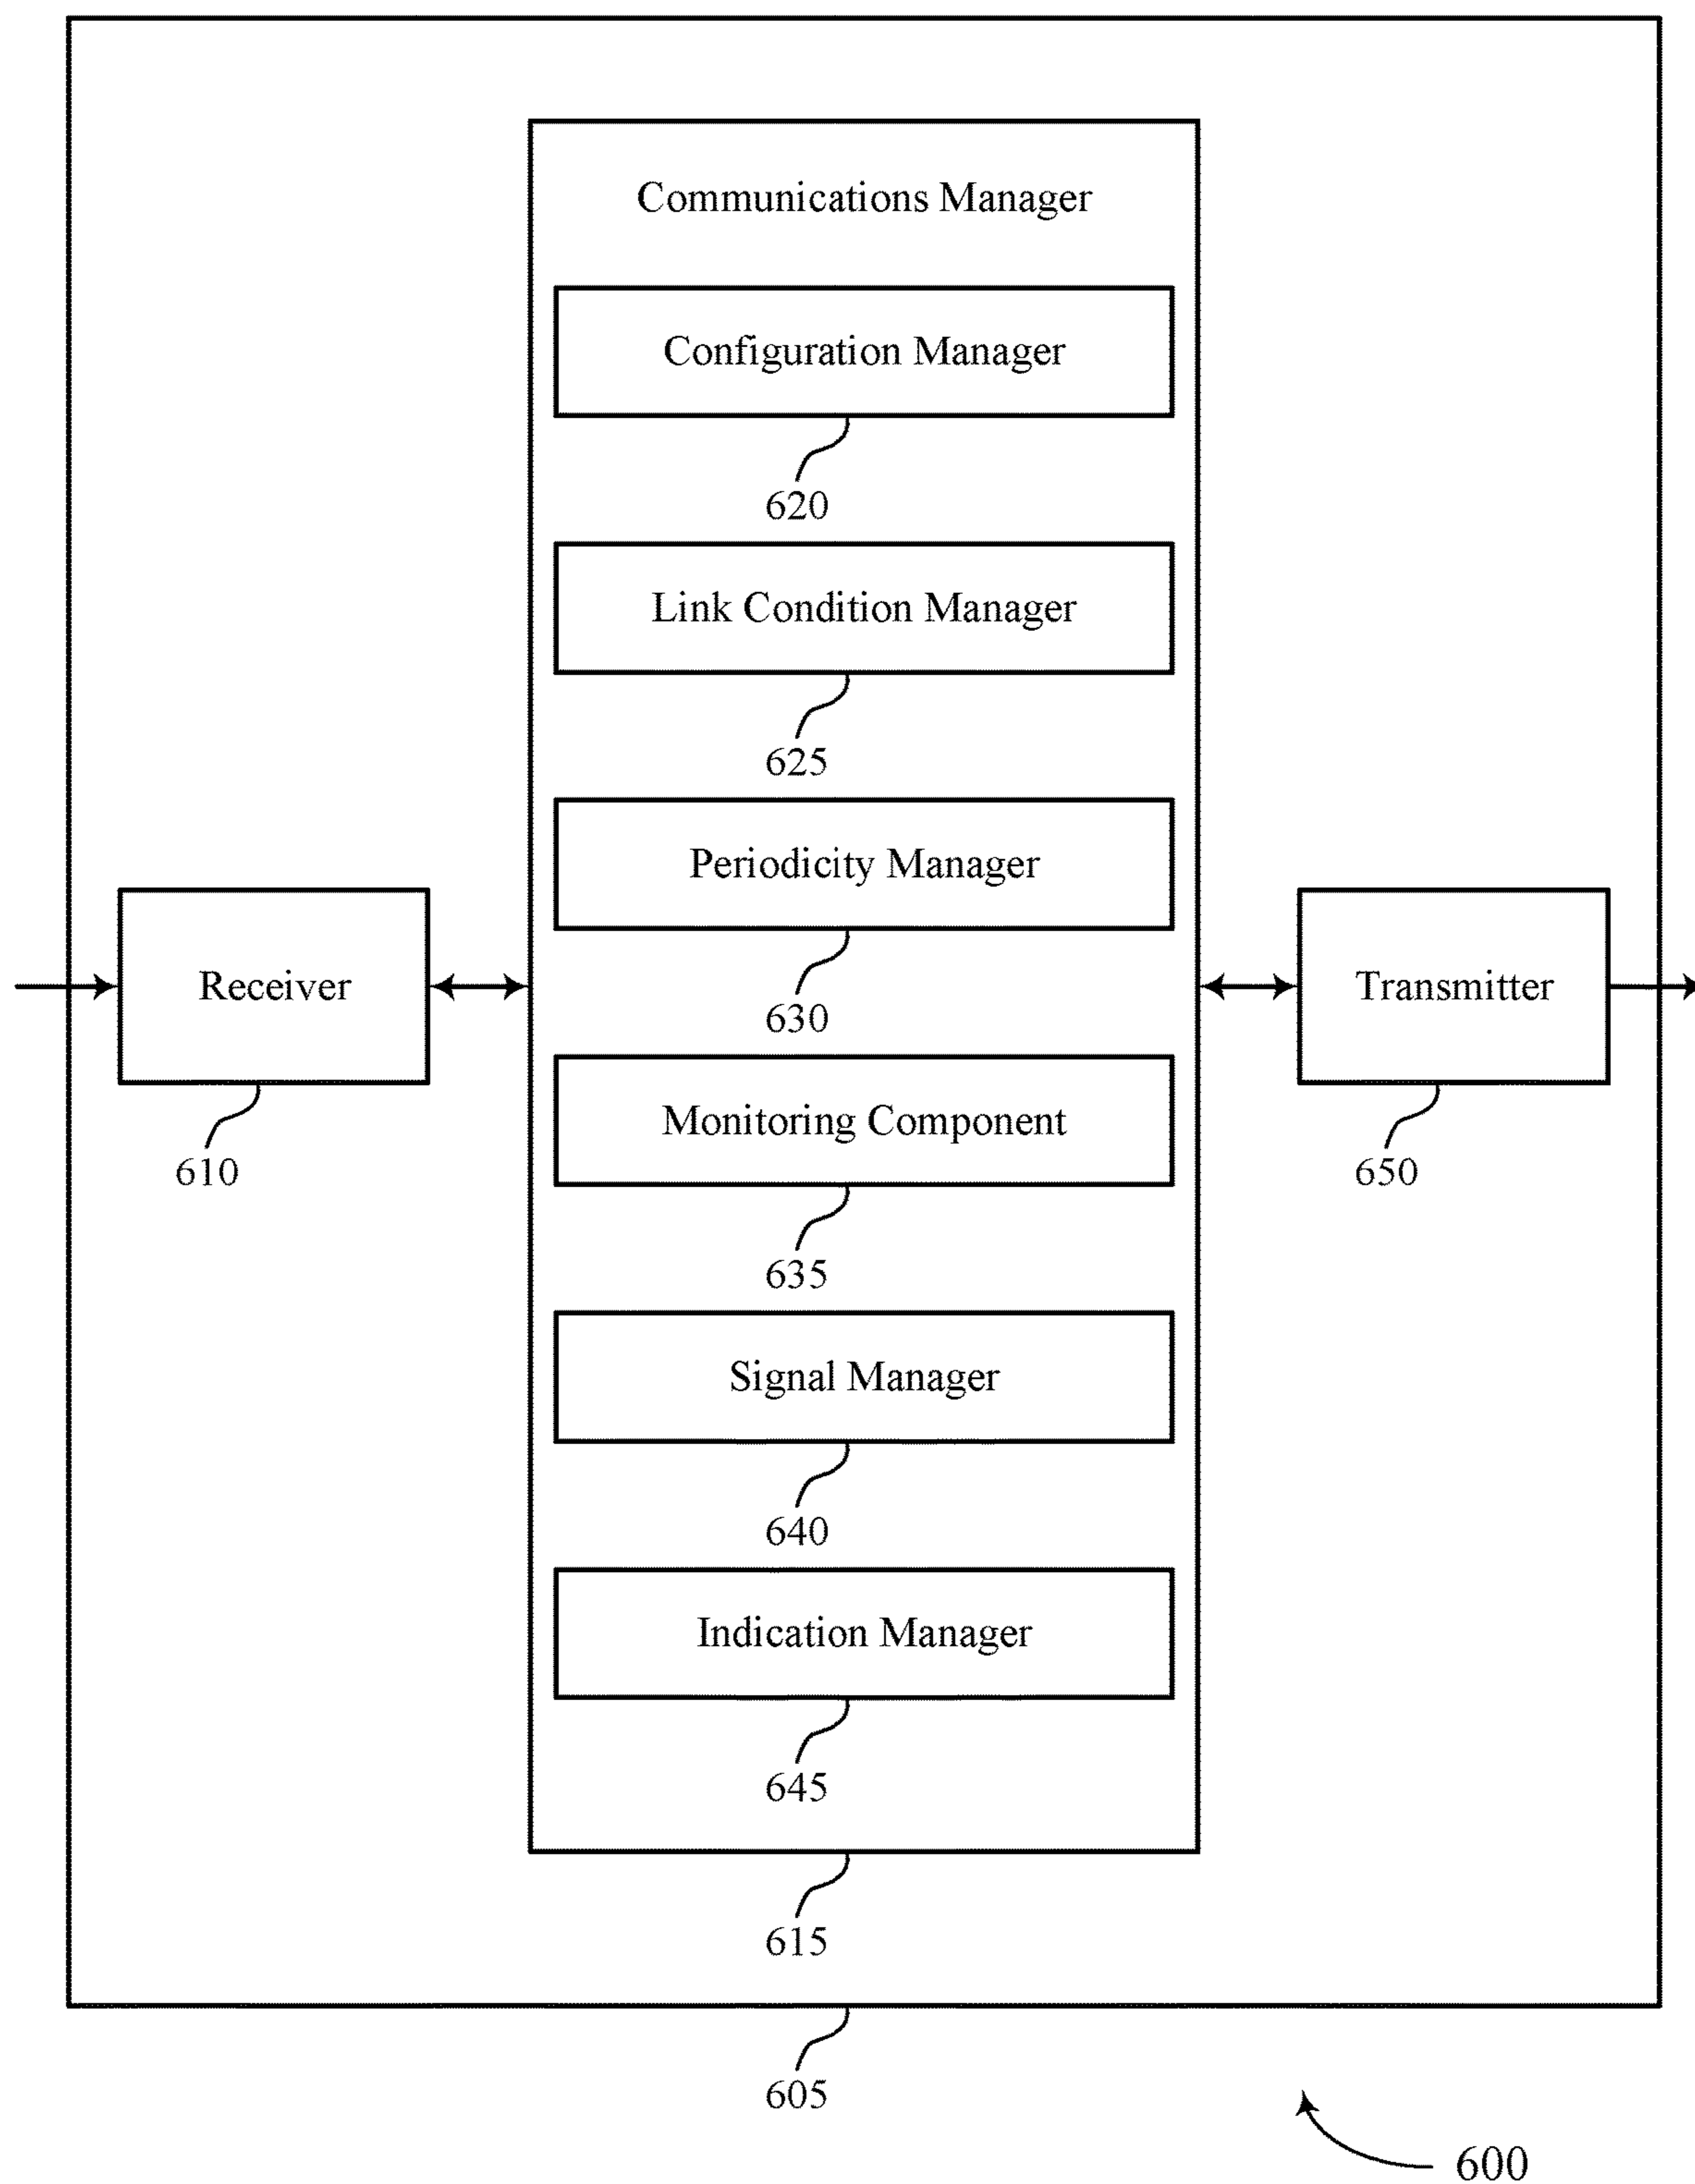 Communications Manager
Configuration Manager
620
Link Condition Manager
625
Periodicity Manager
630
Receiver
610
Transmitter
650
Monitoring Component
635
Signal Manager
640
Indication Manager
645
615
605
600